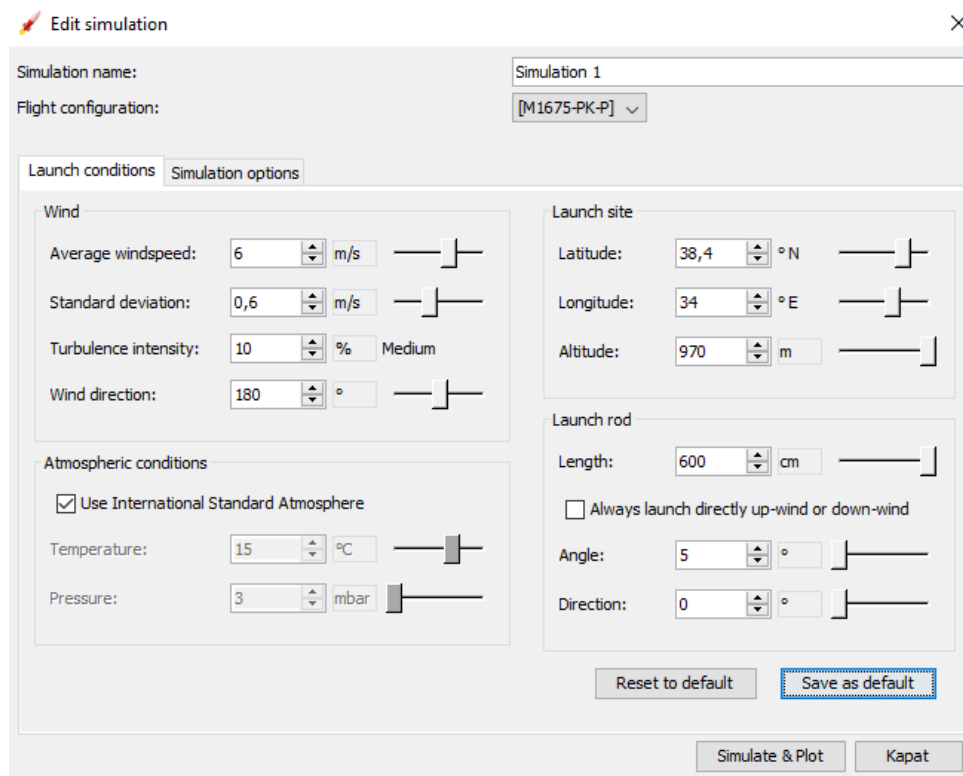 Edit simulation
Simulation name: Simulation 1
Flight configuration: [M1675-PK-P]
Launch conditions Simulation options
Wind
Average windspeed: 6 m/s
Standard deviation: 0,6 m/s
Turbulence intensity: 10 % Medium
Wind direction: 180 °
Atmospheric conditions
Use International Standard Atmosphere
Temperature: 15 °C
Pressure: 3 mbar
Launch site
Latitude: 38,4 ° N
Longitude: 34 ° E
Altitude: 970 m
Launch rod
Length: 600 cm
Always launch directly up-wind or down-wind
Angle: 5 °
Direction: 0 °
Reset to default Save as default
Simulate & Plot Kapat